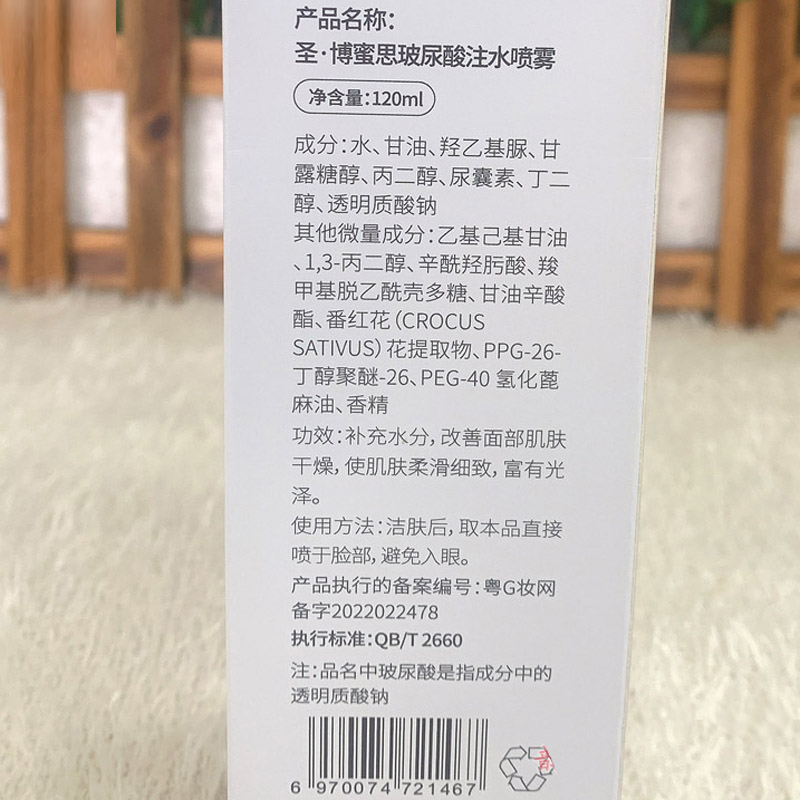 产品名称：
圣·博蜜思玻尿酸注水喷雾
净含量：120ml
成分：水、甘油、羟乙基脲、甘
露糖醇、丙二醇、尿囊素、丁二
醇、透明质酸钠
其他微量成分：乙基己基甘油
、1,3-丙二醇、辛酰羟肟酸、羧
甲基脱乙酰壳多糖、甘油辛酸
酯、番红花（CROCUS
SATIVUS）花提取物、PPG-26-
丁醇聚醚-26、PEG-40 氢化蓖
麻油、香精
功效：补充水分，改善面部肌肤
干燥，使肌肤柔滑细致，富有光
泽。
使用方法：洁肤后，取本品直接
喷于脸部，避免入眼。
产品执行的备案编号：粤G妆网
备字2022022478
执行标准：QB/T 2660
注：品名中玻尿酸是指成分中的
透明质酸钠
6 970074 721467